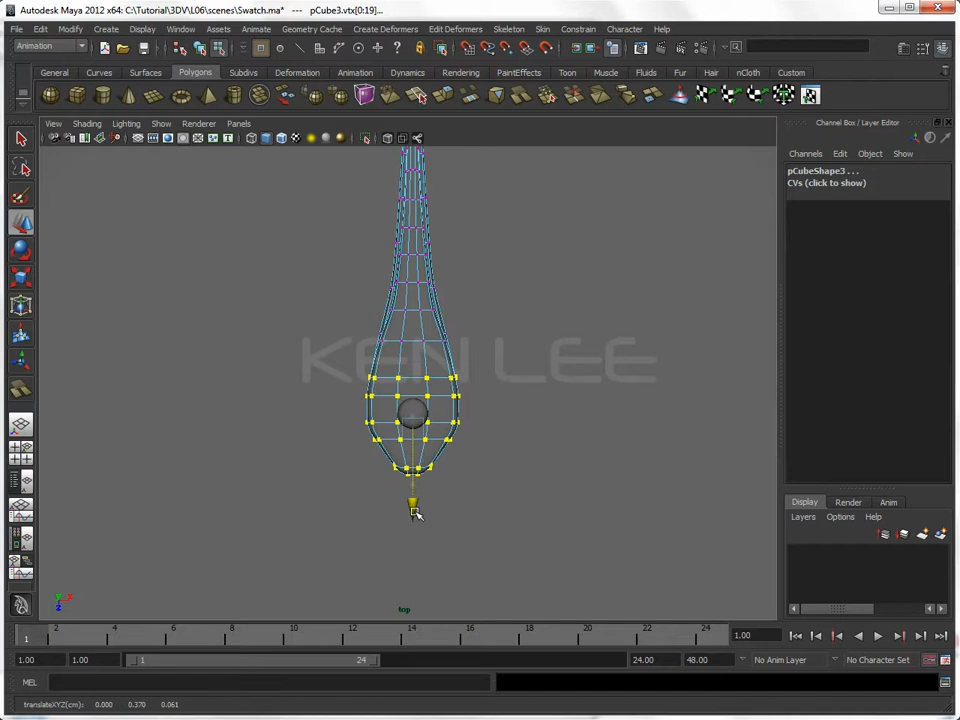 Autodesk Maya 2012 x64: C:\Tutorial\3DV\L06\scenes\Swatch.ma* --- pCube3.vtx[0:19]...
File Edit Modify Create Display Window Assets Animate Geometry Cache Create Deformers Edit Deformers Skeleton Skin Constrain Character Help
Animation
General Curves Surfaces Polygons Subdivs Deformation Animation Dynamics Rendering PaintEffects Toon Muscle Fluids Fur Hair nCloth Custom
View Shading Lighting Show Renderer Panels
Channel Box / Layer Editor
Channels Edit Object Show
pCubeShape3 . . .
CVs (click to show)
KEN LEE
Display Render Anim
Layers Options Help
top
2 4 6 8 10 12 14 16 18 20 22 24
1
1.00
1.00 1.00 1 24 24.00 48.00 No Anim Layer No Character Set
MEL
translateXYZ(cm): 0.000 0.370 0.061